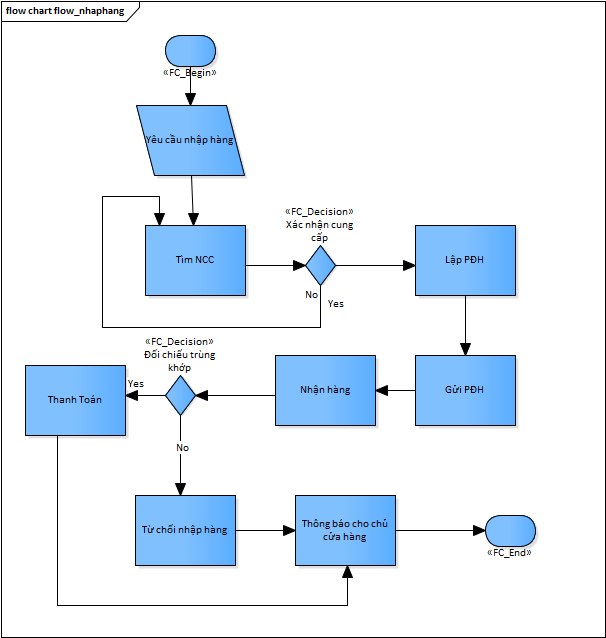 flow chart flow_nhaphang
«FC_Begin»
Yêu cầu nhập hàng
«FC_Decision»
Xác nhận cung
cấp
Tìm NCC
Lập PĐH
No
Yes
«FC_Decision»
Đối chiếu trùng
khớp
Yes
Thanh Toán
Nhận hàng
Gửi PĐH
No
Từ chối nhập hàng
Thông báo cho chủ
cửa hàng
«FC_End»